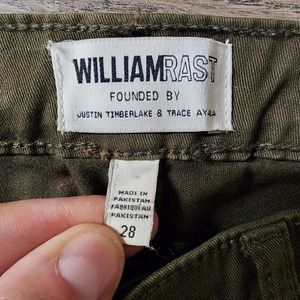 WILLIAMRAST
FOUNDED BY
JUSTIN TIMBERLAKE & TRACE AYALA
MADE IN
PAKISTAN
FABRIQUÉ AU
PAKISTAN
28